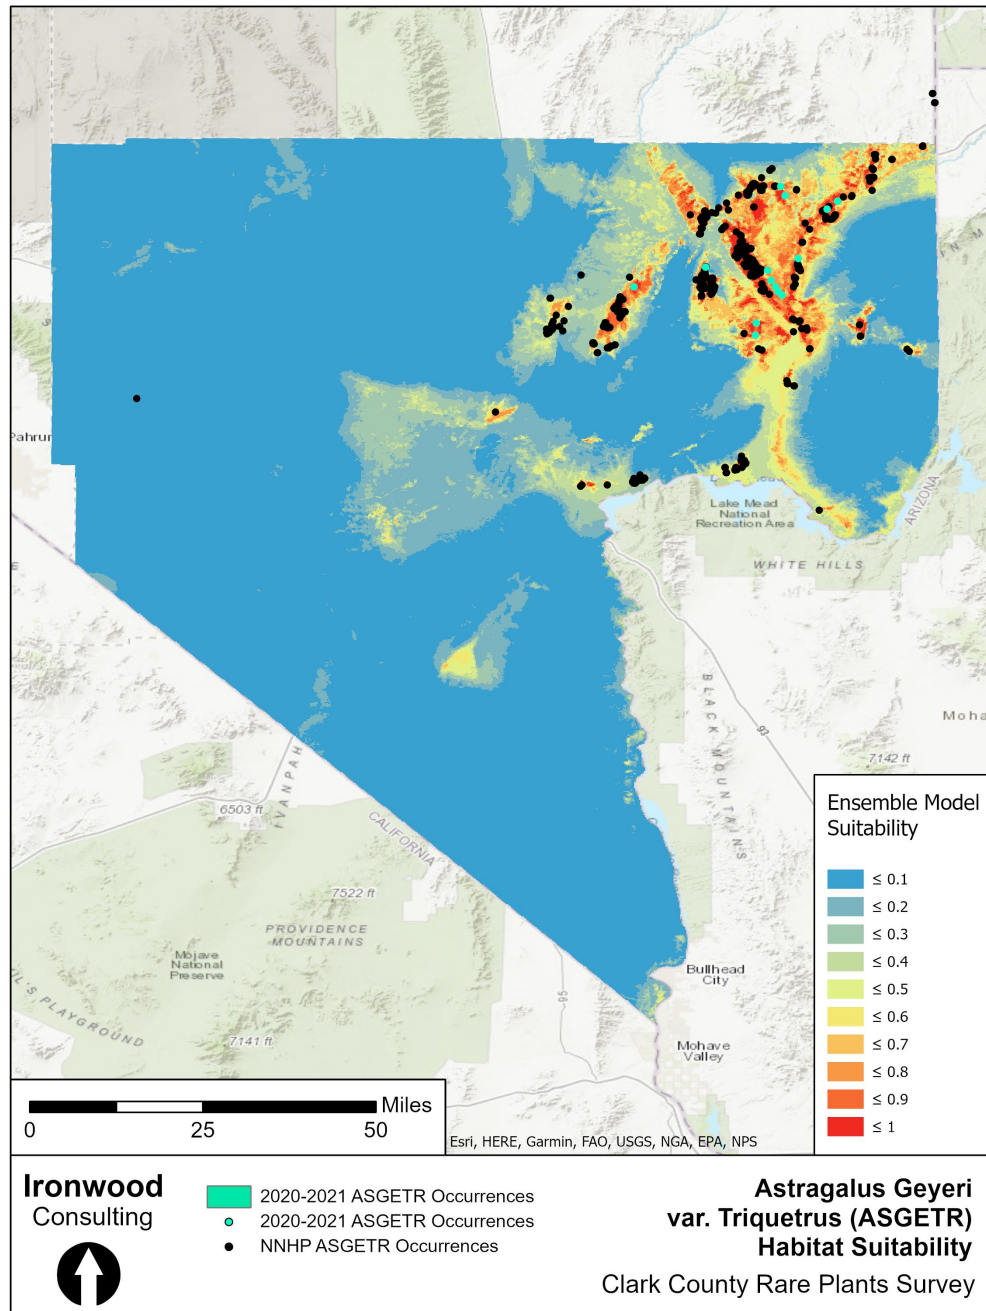 Pahrur
Lake Mead
National
Recreation Area
ARIZONA
WHITE HILLS
BLACK MOUNTAINS
93
Moha
7142 ft
6503 ft
IVANPAH
CALIFORNIA
7522 ft
PROVIDENCE
MOUNTAINS
Mojave
National
Preserve
IL'S PLAYGROUND
7141 ft
95
Bullhead
City
Mohave
Valley
Ensemble Model
Suitability
≤ 0.1
≤ 0.2
≤ 0.3
≤ 0.4
≤ 0.5
≤ 0.6
≤ 0.7
≤ 0.8
≤ 0.9
≤ 1
Miles
0 25 50
Esri, HERE, Garmin, FAO, USGS, NGA, EPA, NPS
Ironwood
Consulting
2020-2021 ASGETR Occurrences
2020-2021 ASGETR Occurrences
NNHP ASGETR Occurrences
Astragalus Geyeri
var. Triquetrus (ASGETR)
Habitat Suitability
Clark County Rare Plants Survey